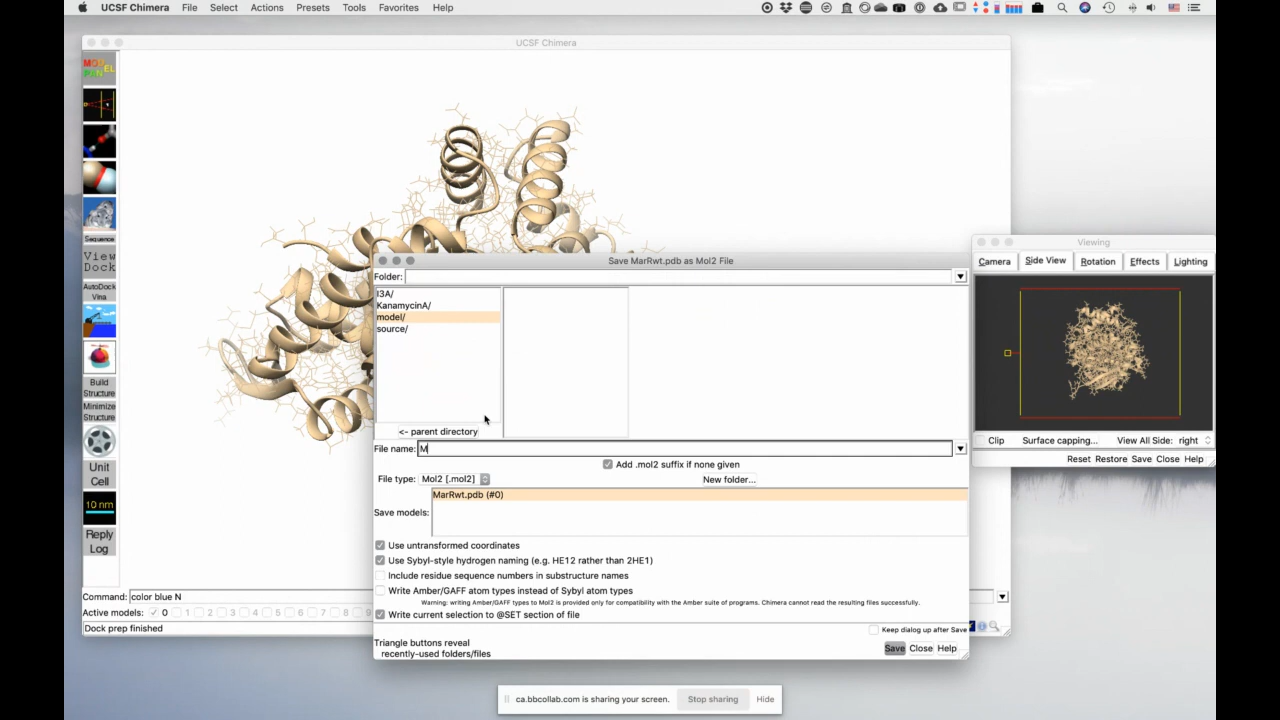 UCSF Chimera File Select Actions Presets Tools Favorites Help
UCSF Chimera
MOD EL
PAN
Sequence
View
Dock
AutoDock
Vina
Build
Structure
Minimize
Structure
Unit
Cell
10 nm
Reply
Log
Save MarRwt.pdb as Mol2 File
Folder:
I3A/
KanamycinA/
model/
source/
<- parent directory
File name: M
Add .mol2 suffix if none given
File type: Mol2 [.mol2] New folder...
MarRwt.pdb (#0)
Save models:
Use untransformed coordinates
Use Sybyl-style hydrogen naming (e.g. HE12 rather than 2HE1)
Include residue sequence numbers in substructure names
Write Amber/GAFF atom types instead of Sybyl atom types
Warning: writing Amber/GAFF types to Mol2 is provided only for compatibility with the Amber suite of programs. Chimera cannot read the resulting files successfully.
Write current selection to @SET section of file
Keep dialog up after Save
Triangle buttons reveal
recently-used folders/files
Save Close Help
Viewing
Camera Side View Rotation Effects Lighting
Clip Surface capping... View All Side: right
Reset Restore Save Close Help
Command: color blue N
Active models: 0 1 2 3 4 5 6 7 8 9
Dock prep finished
ca.bbcollab.com is sharing your screen. Stop sharing Hide